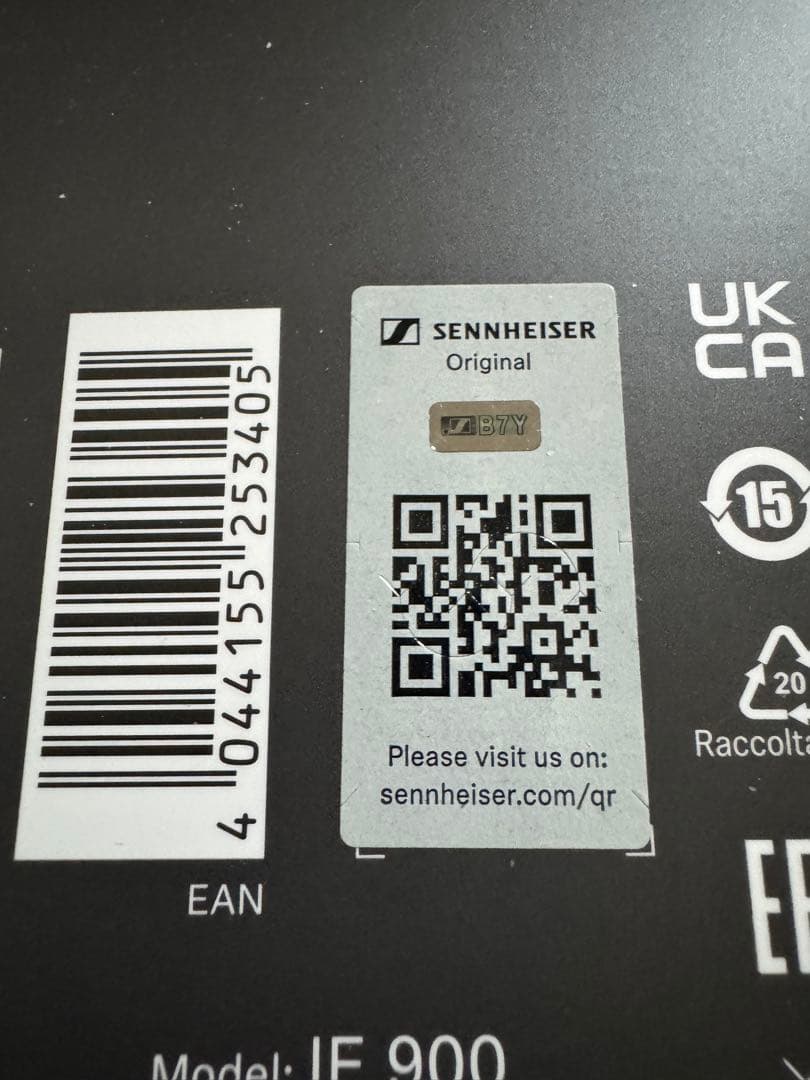 4 044155 253405
EAN
SENNHEISER
Original
B7Y
Please visit us on:
sennheiser.com/qr
UK
CA
15
20
Model: IE 900